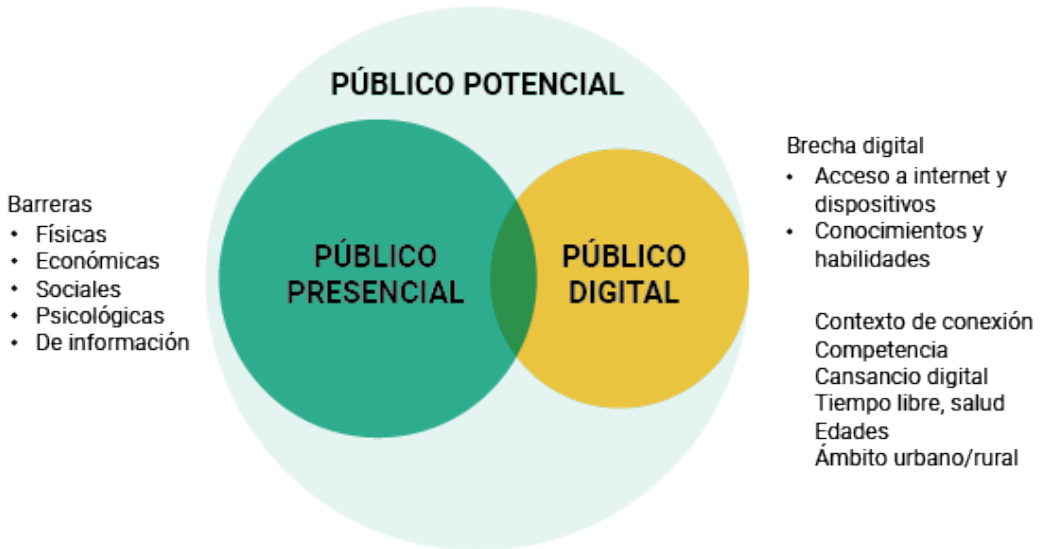 PÚBLICO POTENCIAL
Barreras
• Físicas
• Económicas
• Sociales
• Psicológicas
• De información
PÚBLICO
PRESENCIAL
PÚBLICO
DIGITAL
Brecha digital
• Acceso a internet y
dispositivos
• Conocimientos y
habilidades
Contexto de conexión
Competencia
Cansancio digital
Tiempo libre, salud
Edades
Ámbito urbano/rural